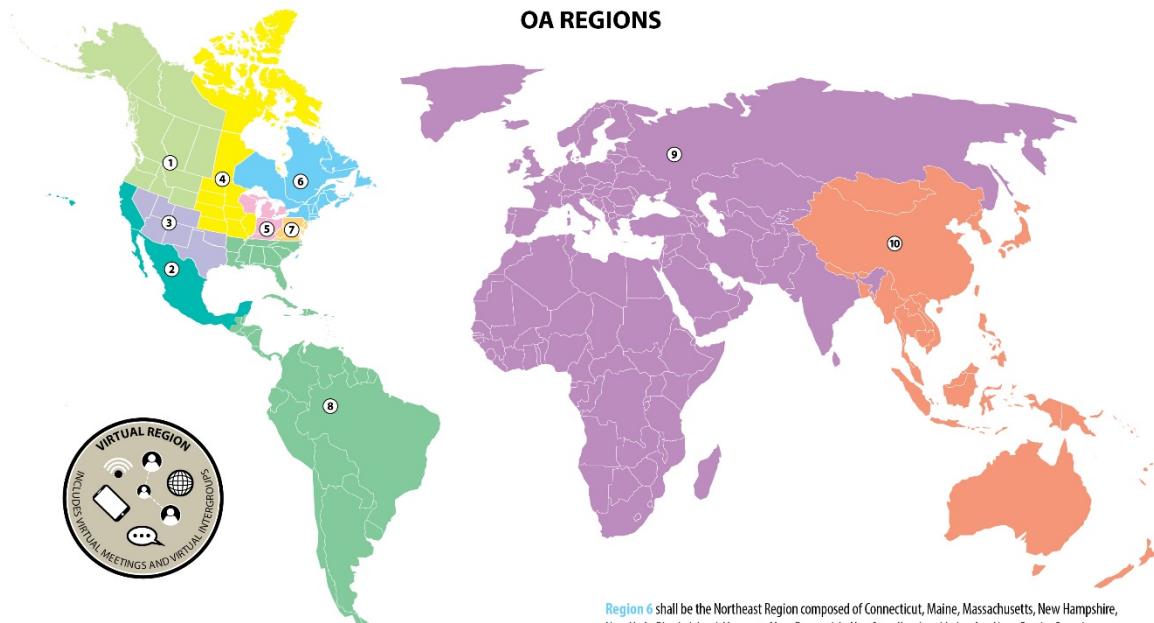 OA REGIONS
1
2
3
4
5
6
7
8
9
10
VIRTUAL REGION
INCLUDES VIRTUAL MEETINGS AND VIRTUAL INTERGROUPS
Region 6 shall be the Northeast Region composed of Connecticut, Maine, Massachusetts, New Hampshire,